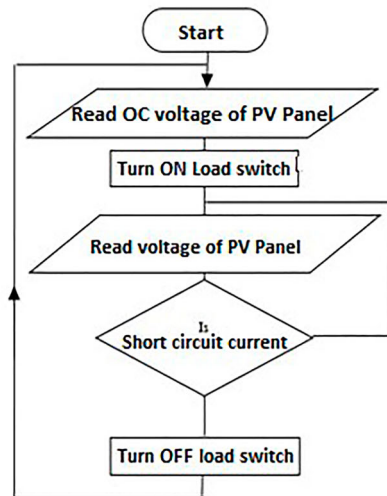 Start
Read OC voltage of PV Panel
Turn ON Load switch
Read voltage of PV Panel
Is
Short circuit current
Turn OFF load switch